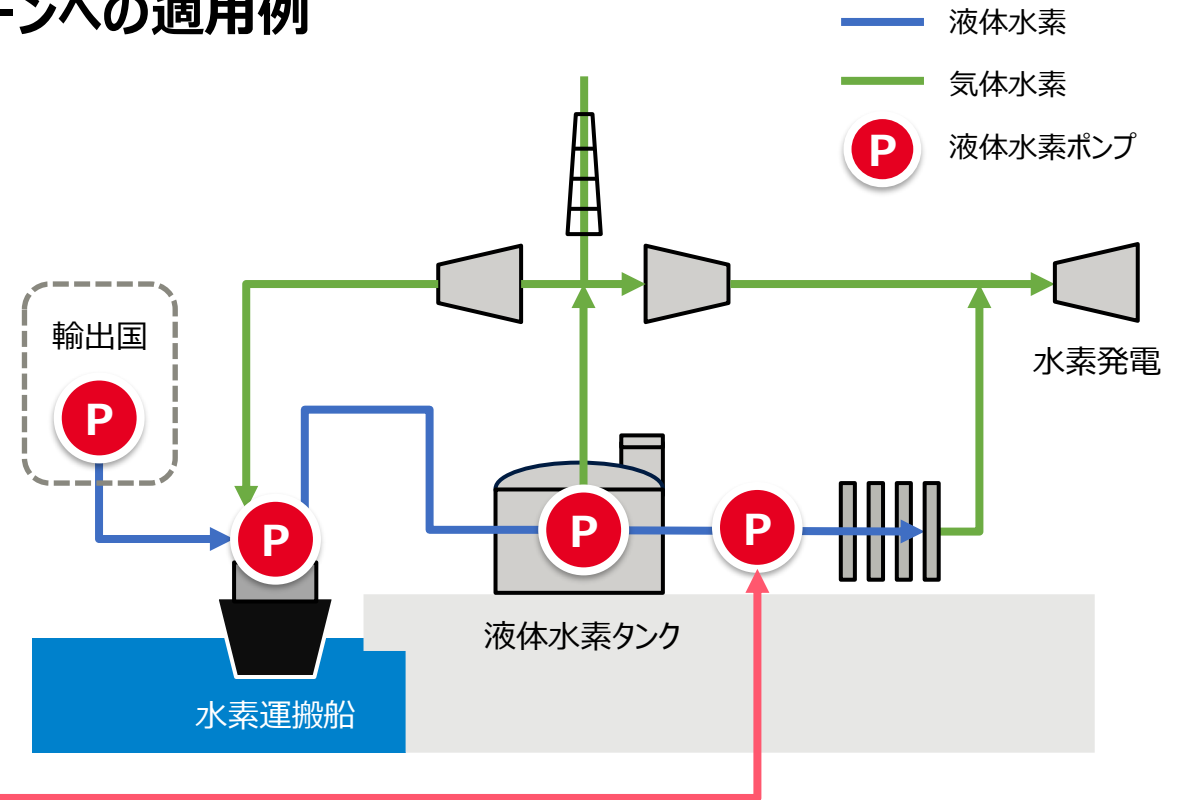 ーンへの適用例
液体水素
気体水素
P
液体水素ポンプ
輸出国
P
水素発電
P
P
P
液体水素タンク
水素運搬船